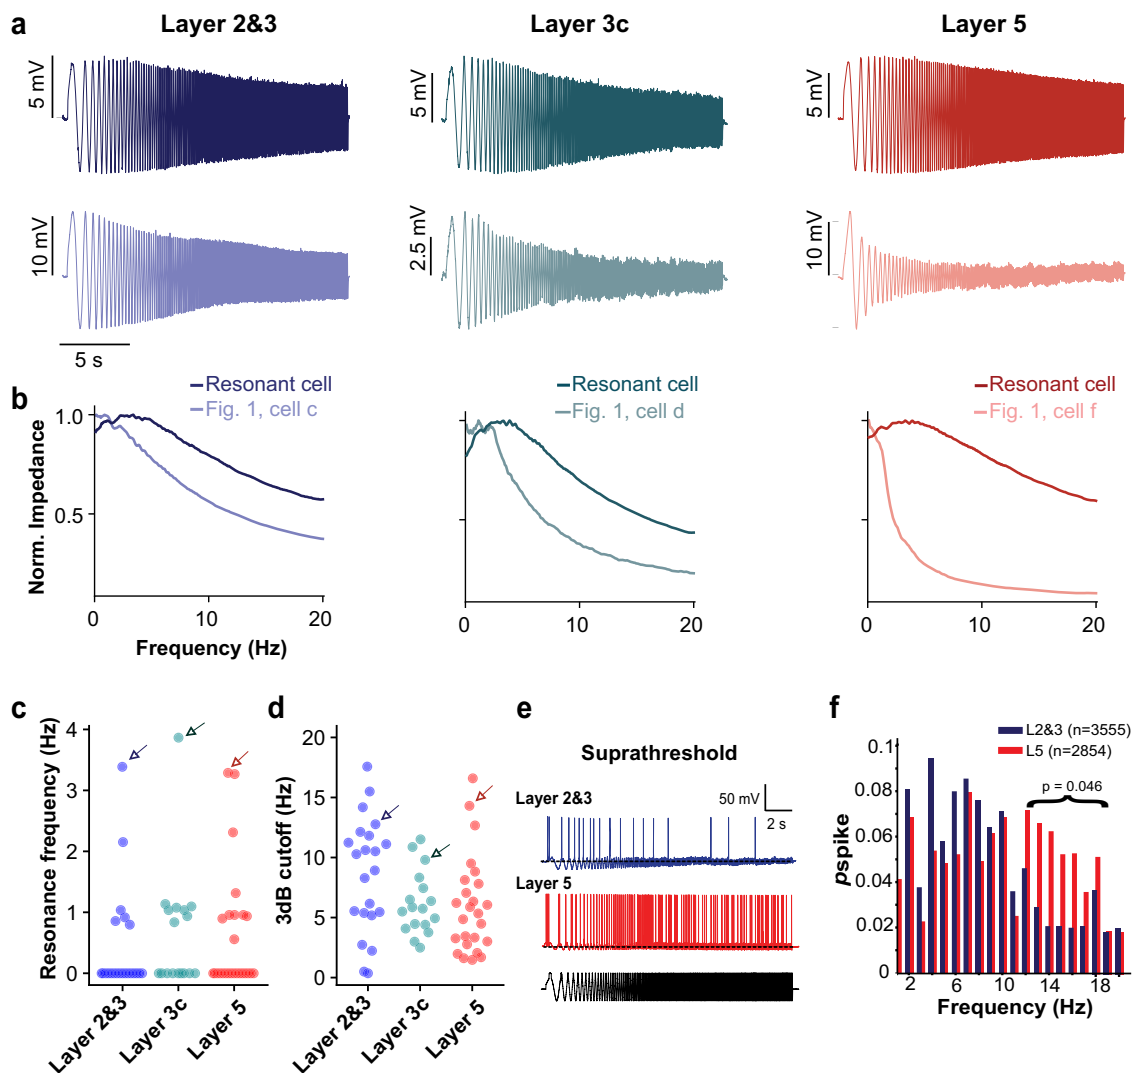 a
Layer 2&3
Layer 3c
Layer 5
5 mV
5 mV
5 mV
10 mV
2.5 mV
10 mV
5 s
b
Resonant cell
Fig. 1, cell c
Resonant cell
Fig. 1, cell d
Resonant cell
Fig. 1, cell f
Norm. Impedance
1.0
0.5
0 10 20
0 10 20
0 10 20
Frequency (Hz)
c
Resonance frequency (Hz)
4
3
2
1
0
Layer 2&3
Layer 3c
Layer 5
d
3dB cutoff (Hz)
20
15
10
5
0
Layer 2&3
Layer 3c
Layer 5
e
Suprathreshold
50 mV
2 s
Layer 2&3
Layer 5
f
L2&3 (n=3555)
L5 (n=2854)
p = 0.046
pspike
0.1
0.08
0.06
0.04
0.02
0
2 6 10 14 18
Frequency (Hz)